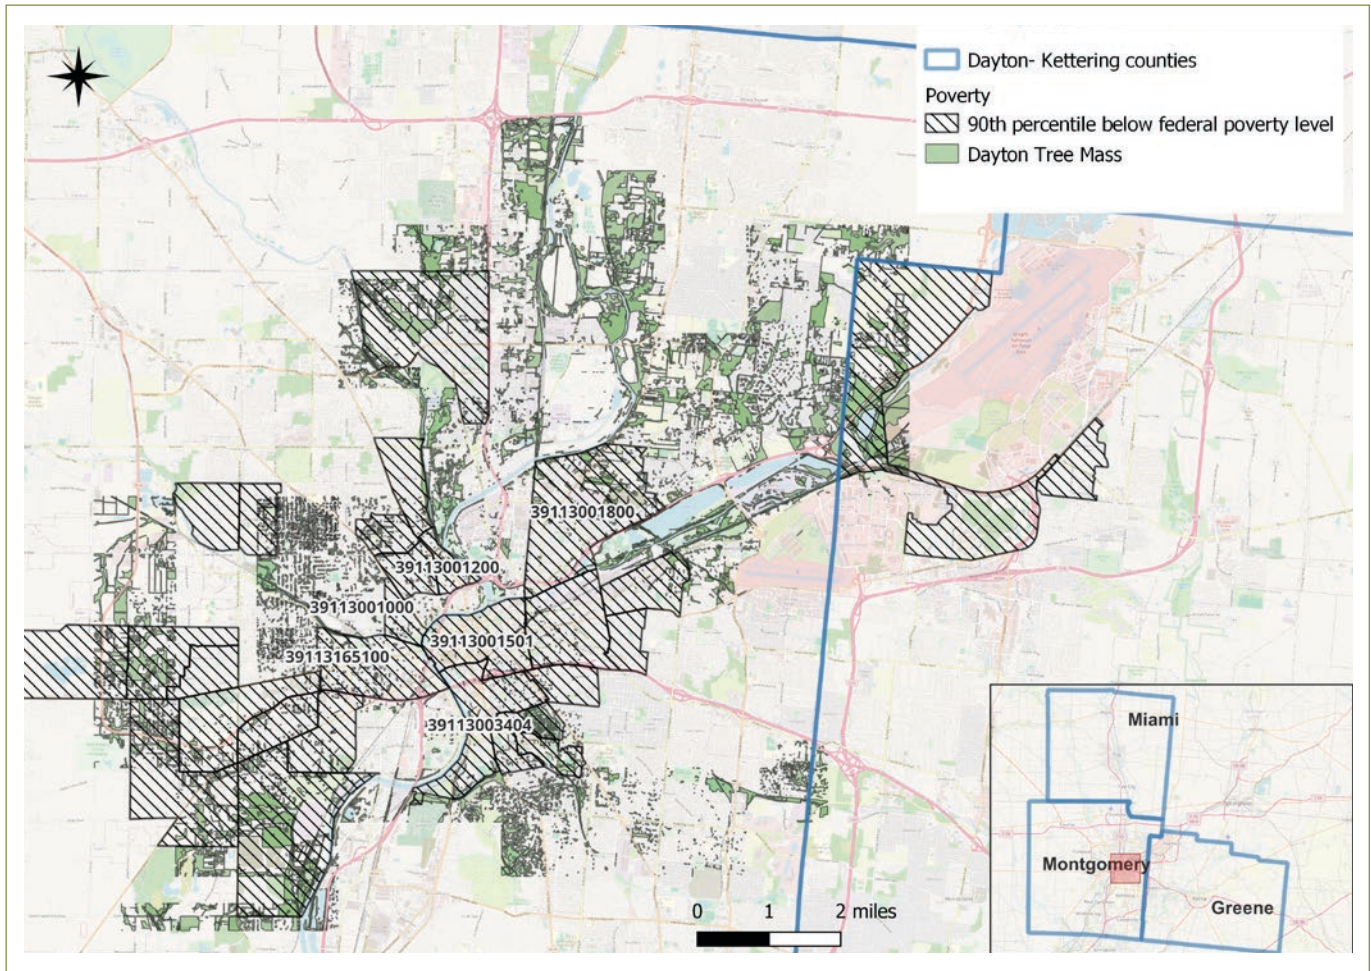 Dayton- Kettering counties
Poverty
90th percentile below federal poverty level
Dayton Tree Mass
39113001800
39113001200
39113001000
39113001501
39113165100
39113003404
0 1 2 miles
Miami
Montgomery
Greene